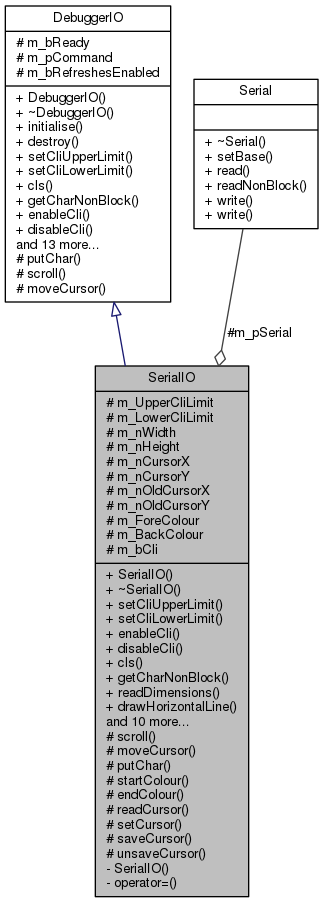 DebuggerIO
# m_bReady
# m_pCommand
# m_bRefreshesEnabled
+ DebuggerIO()
+ ~DebuggerIO()
+ initialise()
+ destroy()
+ setCliUpperLimit()
+ setCliLowerLimit()
+ cls()
+ getCharNonBlock()
+ enableCli()
+ disableCli()
and 13 more...
# putChar()
# scroll()
# moveCursor()
Serial
+ ~Serial()
+ setBase()
+ read()
+ readNonBlock()
+ write()
+ write()
#m_pSerial
SerialIO
# m_UpperCliLimit
# m_LowerCliLimit
# m_nWidth
# m_nHeight
# m_nCursorX
# m_nCursorY
# m_nOldCursorX
# m_nOldCursorY
# m_ForeColour
# m_BackColour
# m_bCli
+ SerialIO()
+ ~SerialIO()
+ setCliUpperLimit()
+ setCliLowerLimit()
+ enableCli()
+ disableCli()
+ cls()
+ getCharNonBlock()
+ readDimensions()
+ drawHorizontalLine()
and 10 more...
# scroll()
# moveCursor()
# putChar()
# startColour()
# endColour()
# readCursor()
# setCursor()
# saveCursor()
# unsaveCursor()
- SerialIO()
- operator=()